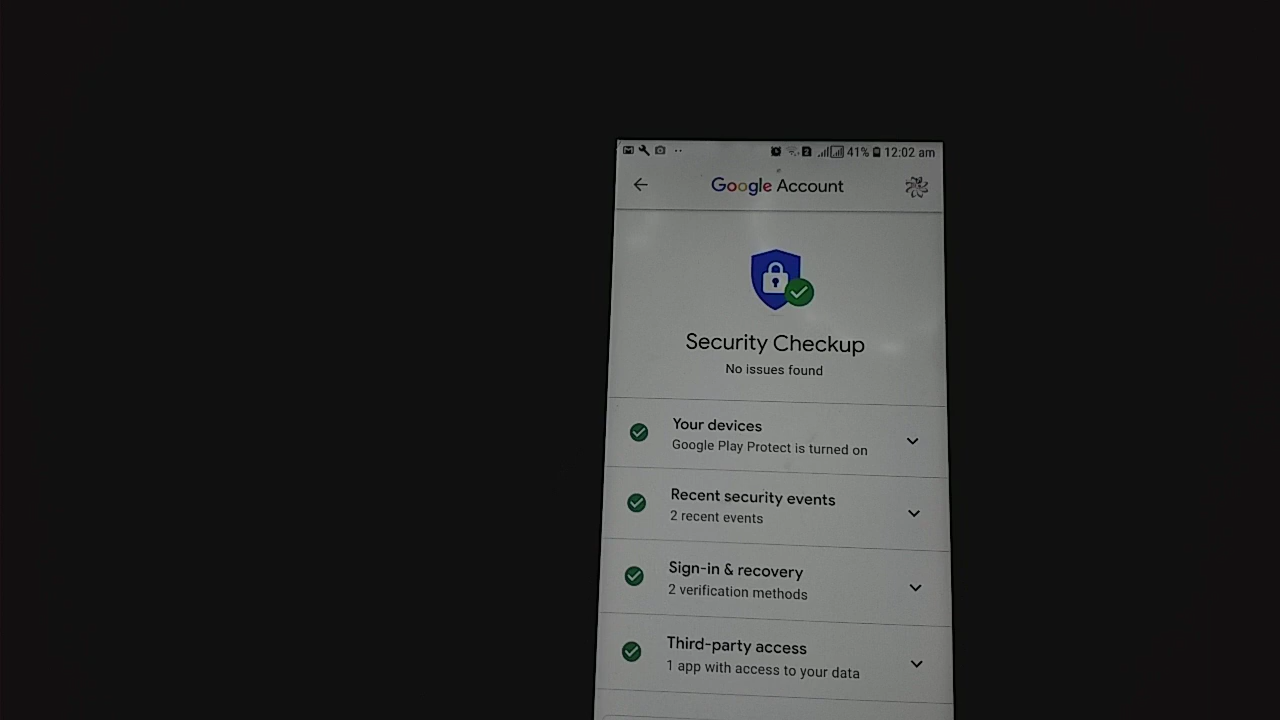 41% 12:02 am
Google Account
Security Checkup
No issues found
Your devices
Google Play Protect is turned on
Recent security events
2 recent events
Sign-in & recovery
2 verification methods
Third-party access
1 app with access to your data